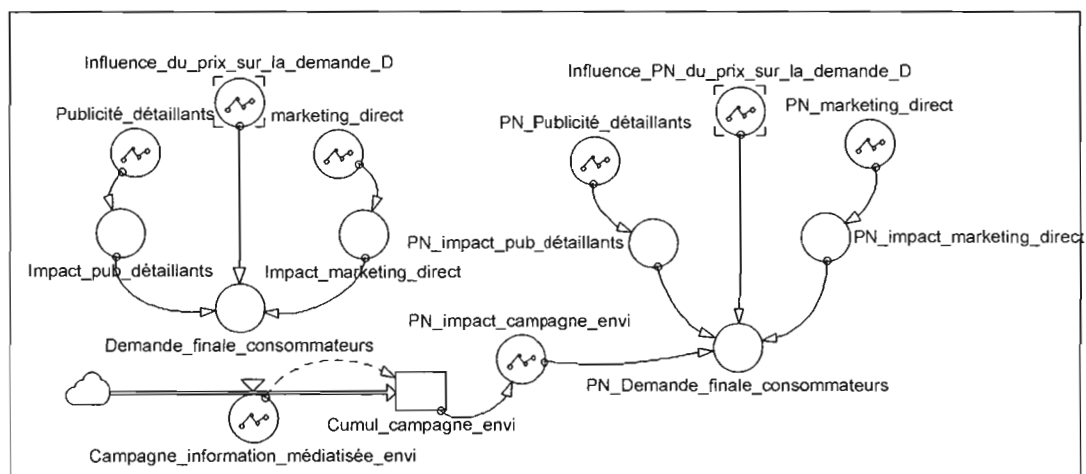 Influence_du_prix_sur_la_demande_D
Publicité_détaillants
marketing_direct
Impact_pub_détaillants
Impact_marketing_direct
Demande_finale_consommateurs
Influence_PN_du_prix_sur_la_demande_D
PN_Publicité_détaillants
PN_marketing_direct
PN_impact_pub_détaillants
PN_impact_marketing_direct
PN_impact_campagne_envi
PN_Demande_finale_consommateurs
Cumul_campagne_envi
Campagne_information_médiatisée_envi